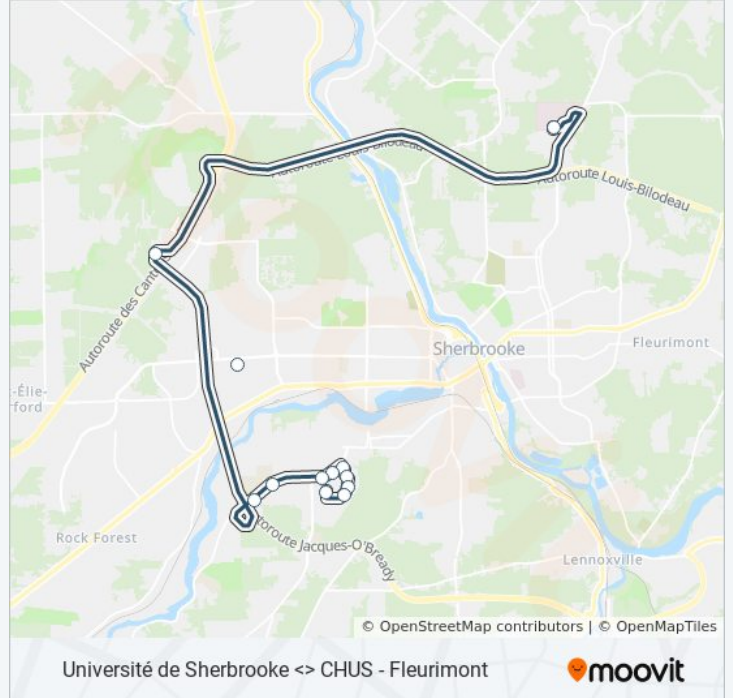 Autoroute Louis-Bilodeau
Autoroute Louis-Bilodeau
Autoroute des Cant
Sherbrooke
Fleurimont
-Élie-
ford
Rock Forest
Autoroute Jacques-O'Bready
Lennoxville
© OpenStreetMap contributors | © OpenMapTiles
Université de Sherbrooke <> CHUS - Fleurimont
moovit